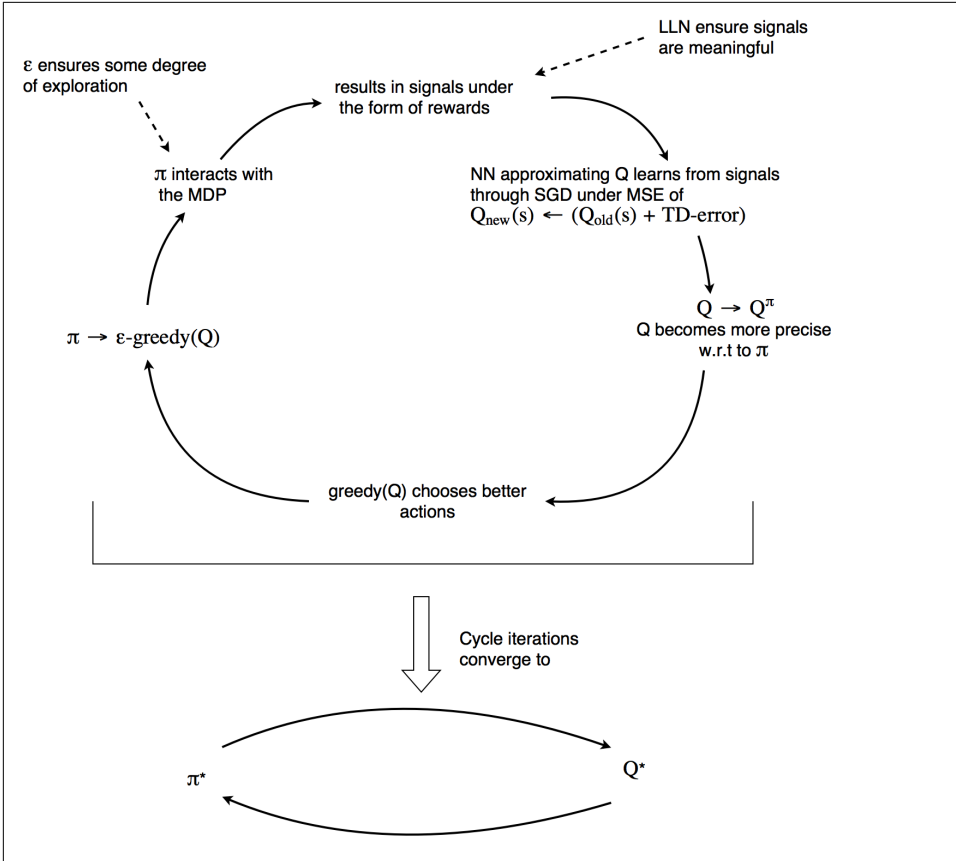 LLN ensure signals
are meaningful
ε ensures some degree
of exploration
results in signals under
the form of rewards
π interacts with
the MDP
NN approximating Q learns from signals
through SGD under MSE of
Qnew(s) ← (Qold(s) + TD-error)
Q → Qπ
Q becomes more precise
w.r.t to π
π → ε-greedy(Q)
greedy(Q) chooses better
actions
Cycle iterations
converge to
π*
Q*